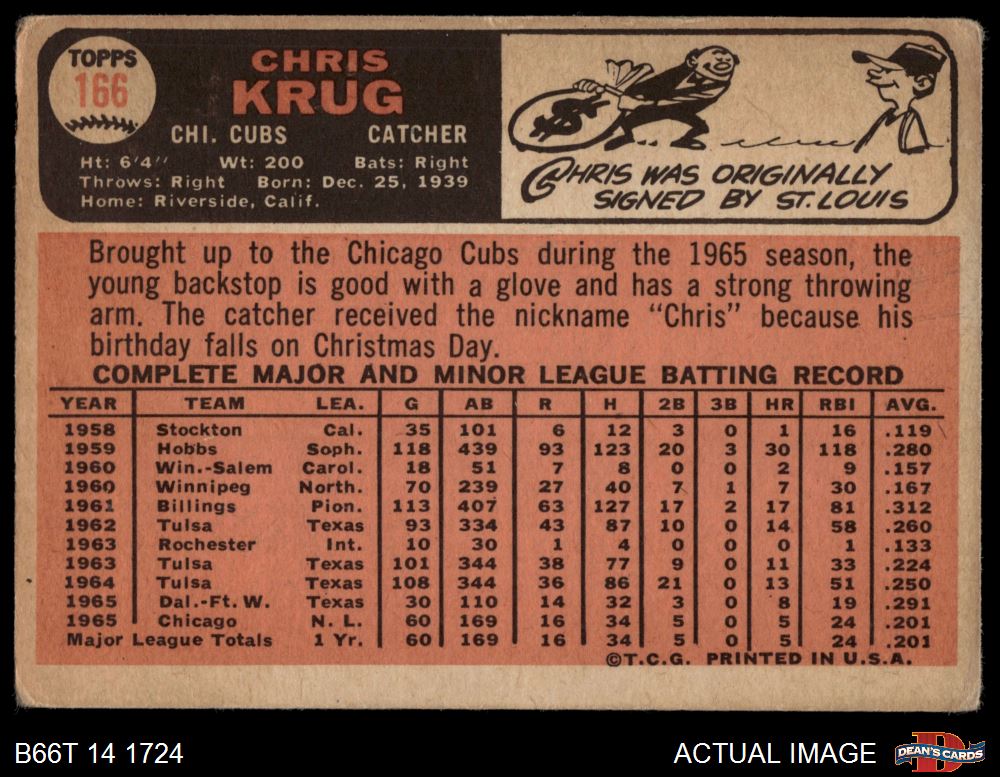 TOPPS
166
CHRIS
KRUG
CHI. CUBS CATCHER
Ht: 6'4" Wt: 200 Bats: Right
Throws: Right Born: Dec. 25, 1939
Home: Riverside, Calif.
$
CHRIS WAS ORIGINALLY
SIGNED BY ST. LOUIS
Brought up to the Chicago Cubs during the 1965 season, the
young backstop is good with a glove and has a strong throwing
arm. The catcher received the nickname "Chris" because his
birthday falls on Christmas Day.
COMPLETE MAJOR AND MINOR LEAGUE BATTING RECORD
YEAR TEAM LEA. G AB R H 2B 3B HR RBI AVG.
1958 Stockton Cal. 35 101 6 12 3 0 1 16 .119
1959 Hobbs Soph. 118 439 93 123 20 3 30 118 .280
1960 Win.-Salem Carol. 18 51 7 8 0 0 2 9 .157
1960 Winnipeg North. 70 239 27 40 7 1 7 30 .167
1961 Billings Pion. 113 407 63 127 17 2 17 81 .312
1962 Tulsa Texas 93 334 43 87 10 0 14 58 .260
1963 Rochester Int. 10 30 1 4 0 0 0 1 .133
1963 Tulsa Texas 101 344 38 77 9 0 11 33 .224
1964 Tulsa Texas 108 344 36 86 21 0 13 51 .250
1965 Dal.-Ft. W. Texas 30 110 14 32 3 0 8 19 .291
1965 Chicago N. L. 60 169 16 34 5 0 5 24 .201
Major League Totals 1 Yr. 60 169 16 34 5 0 5 24 .201
©T.C.G. PRINTED IN U.S.A.
B66T 14 1724 ACTUAL IMAGE D DEAN'S CARDS